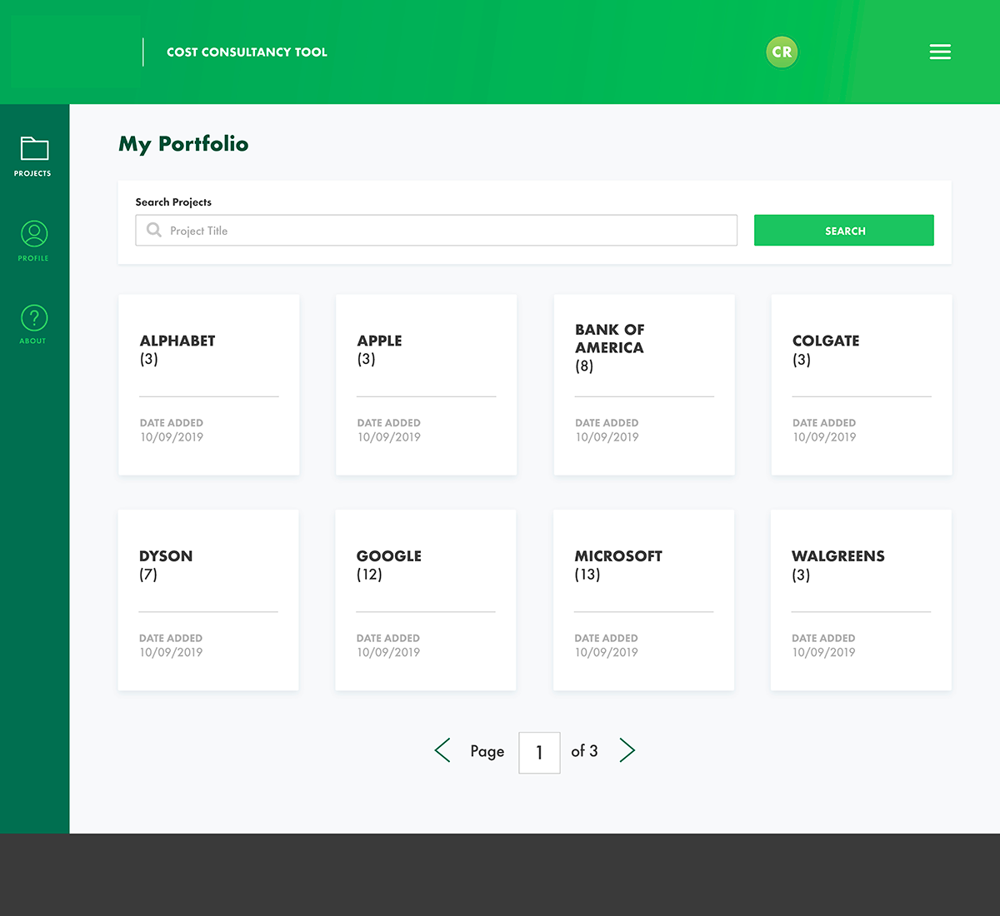 COST CONSULTANCY TOOL
CR
PROJECTS
PROFILE
?
ABOUT
My Portfolio
Search Projects
Project Title
SEARCH
ALPHABET
(3)
DATE ADDED
10/09/2019
APPLE
(3)
DATE ADDED
10/09/2019
BANK OF
AMERICA
(8)
DATE ADDED
10/09/2019
COLGATE
(3)
DATE ADDED
10/09/2019
DYSON
(7)
DATE ADDED
10/09/2019
GOOGLE
(12)
DATE ADDED
10/09/2019
MICROSOFT
(13)
DATE ADDED
10/09/2019
WALGREENS
(3)
DATE ADDED
10/09/2019
Page 1 of 3